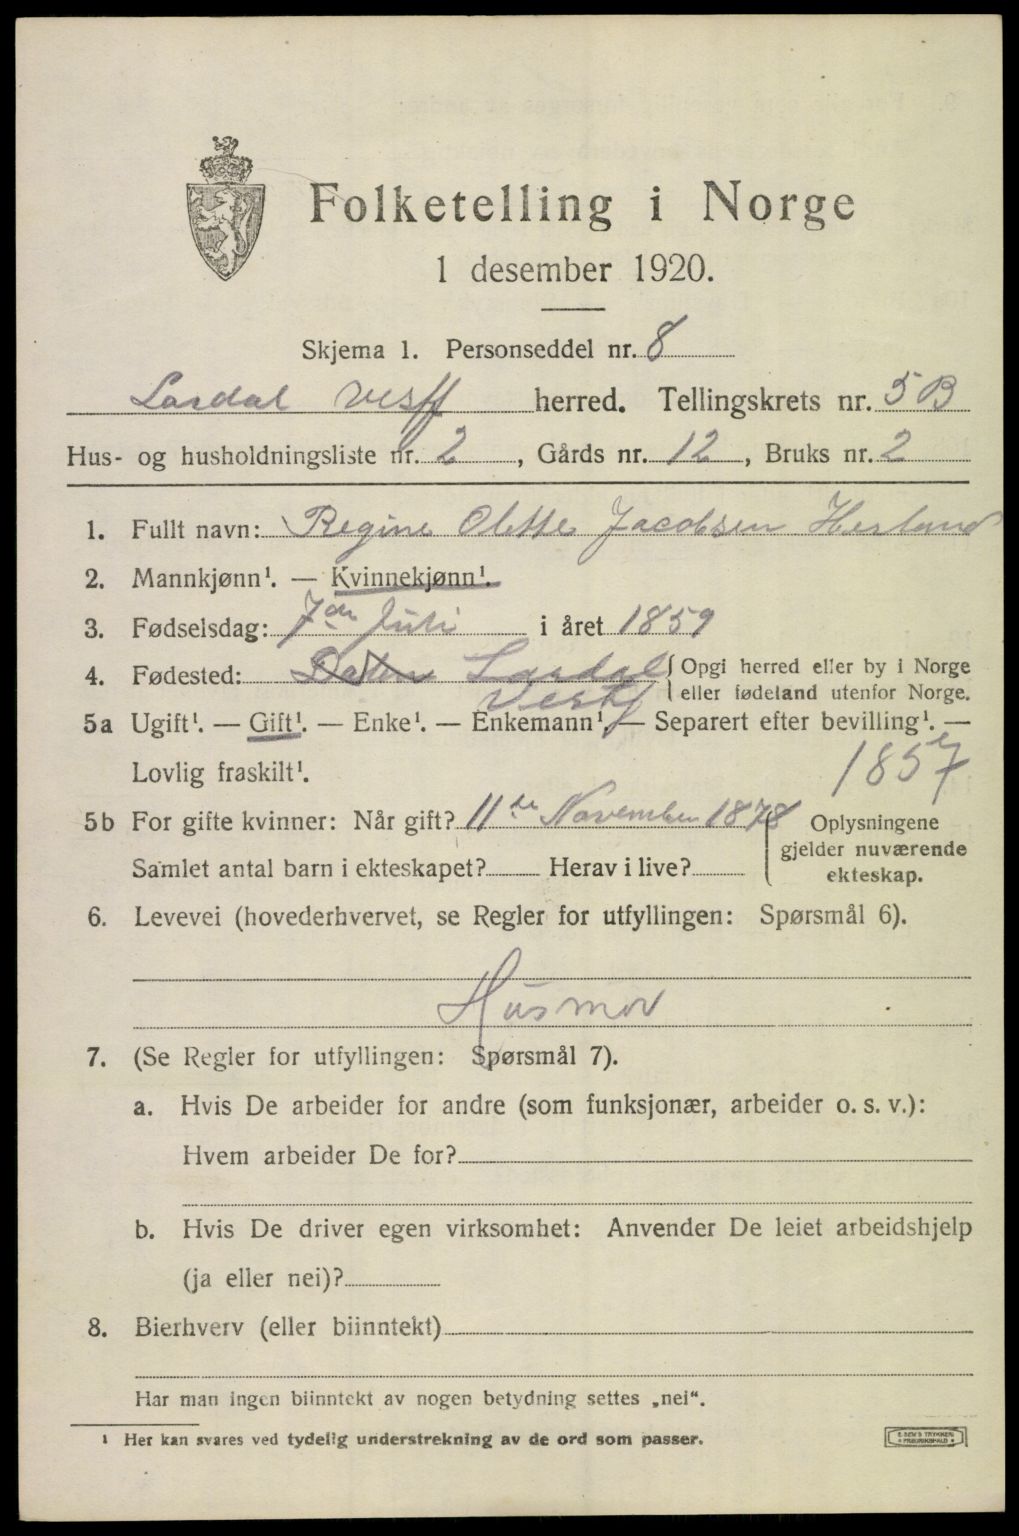 Folketelling i Norge
1 desember 1920.
Skjema 1. Personseddel nr. 8
Laudal Vestf herred. Tellingskrets nr. 5 B
Hus- og husholdningsliste nr. 2, Gårds nr. 12, Bruks nr. 2
1. Fullt navn: Regine Olette Jacobsen Hesland
2. Mannkjønn¹. — Kvinnekjønn¹.
3. Fødselsdag: 7de Juli i året 1859
4. Fødested: Laudal { Opgi herred eller by i Norge
Vestf eller fødeland utenfor Norge.
5a Ugift¹. — Gift¹. — Enke¹. — Enkemann¹. — Separert efter bevilling¹. —
Lovlig fraskilt¹. 1857
5b For gifte kvinner: Når gift? 11te November 1878 Oplysningene
gjelder nuværende
Samlet antal barn i ekteskapet? Herav i live? ekteskap.
6. Levevei (hovederhvervet, se Regler for utfyllingen: Spørsmål 6).
Husmor
7. (Se Regler for utfyllingen: Spørsmål 7).
a. Hvis De arbeider for andre (som funksjonær, arbeider o. s. v.):
Hvem arbeider De for?
b. Hvis De driver egen virksomhet: Anvender De leiet arbeidshjelp
(ja eller nei)?
8. Bierhverv (eller biinntekt)
Har man ingen biinntekt av nogen betydning settes „nei“.
¹ Her kan svares ved tydelig understrekning av de ord som passer.